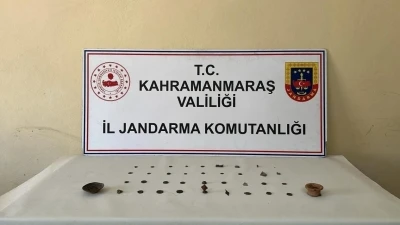 T.C.
KAHRAMANMARAŞ
VALİLİĞİ
İL JANDARMA KOMUTANLIĞI